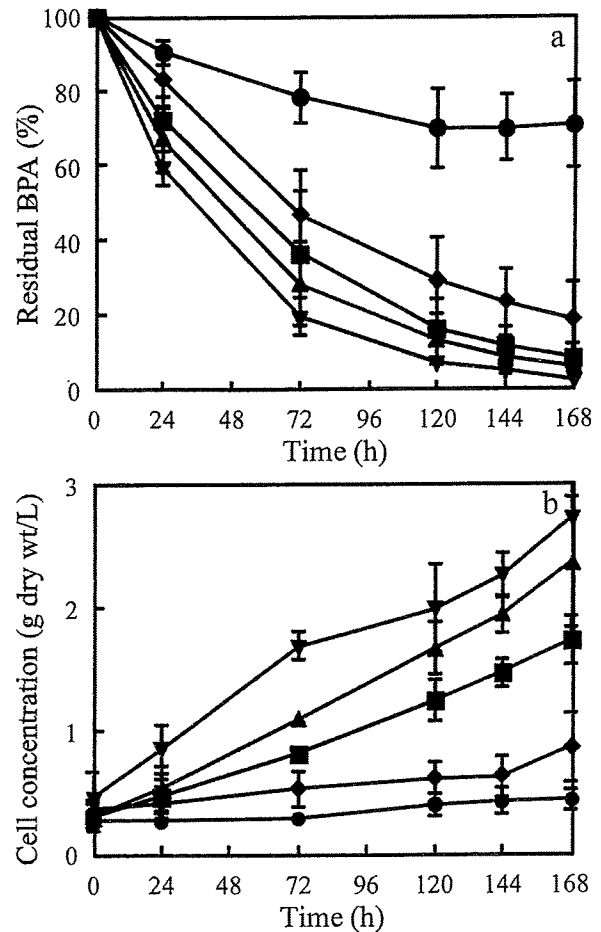 a
Residual BPA (%)
100
80
60
40
20
0
0 24 48 72 96 120 144 168
Time (h)
b
Cell concentration (g dry wt/L)
3
2
1
0
0 24 48 72 96 120 144 168
Time (h)